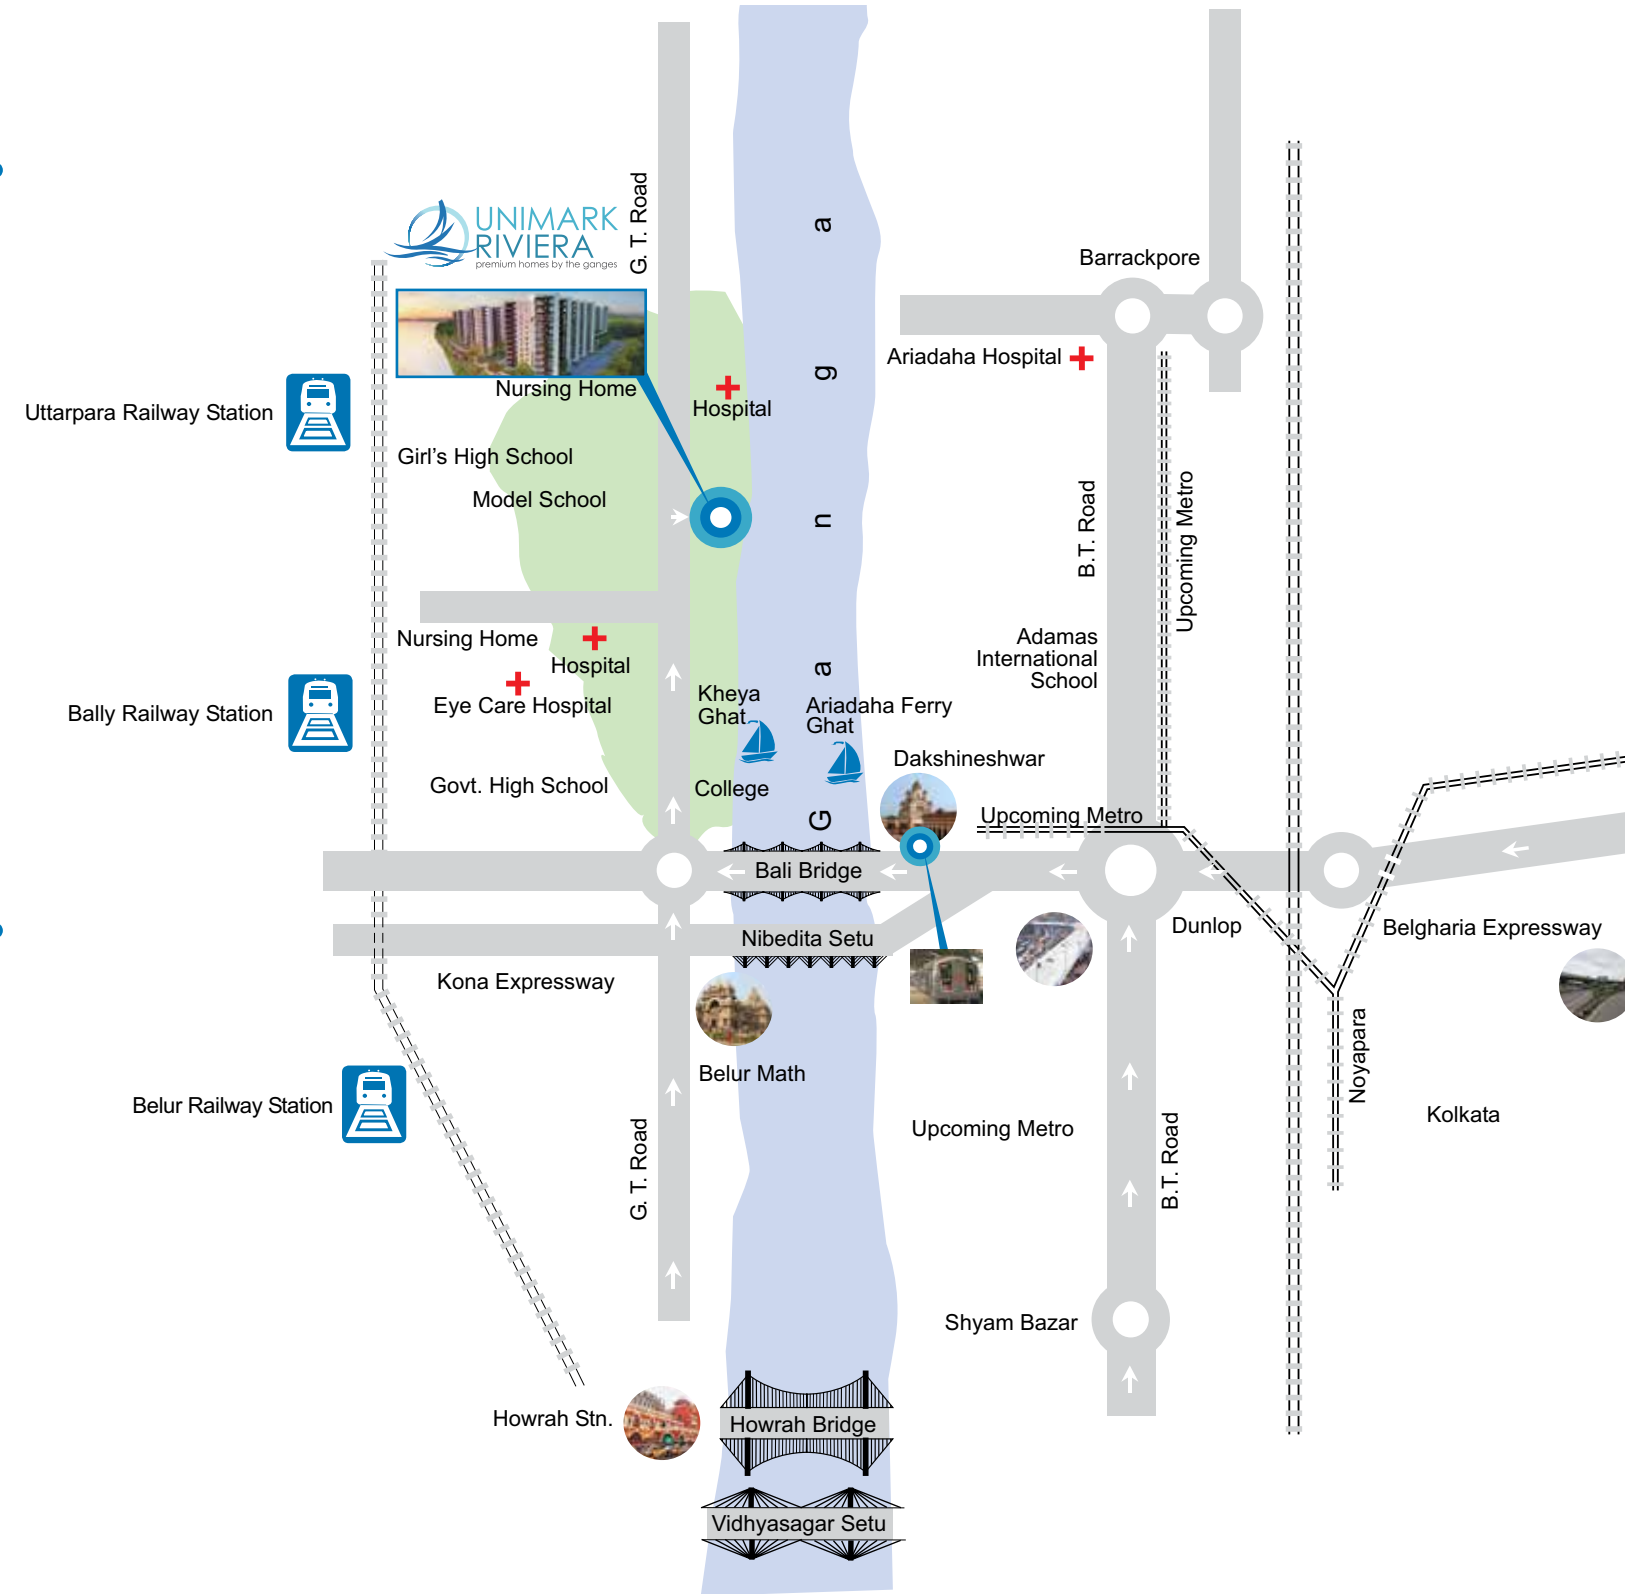 UNIMARK
RIVIERA
premium homes by the ganges
G. T. Road
Barrackpore
Ariadaha Hospital
Nursing Home
Hospital
Uttarpara Railway Station
Girl's High School
Model School
B.T. Road
Upcoming Metro
Nursing Home
Hospital
Eye Care Hospital
Adamas
International
School
Bally Railway Station
Kheya
Ghat
Ariadaha Ferry
Ghat
Dakshineshwar
Govt. High School
College
Ganga
Upcoming Metro
Bali Bridge
Nibedita Setu
Dunlop
Belgharia Expressway
Kona Expressway
Belur Math
Noyapara
Belur Railway Station
Upcoming Metro
Kolkata
G. T. Road
B.T. Road
Shyam Bazar
Howrah Stn.
Howrah Bridge
Vidhyasagar Setu